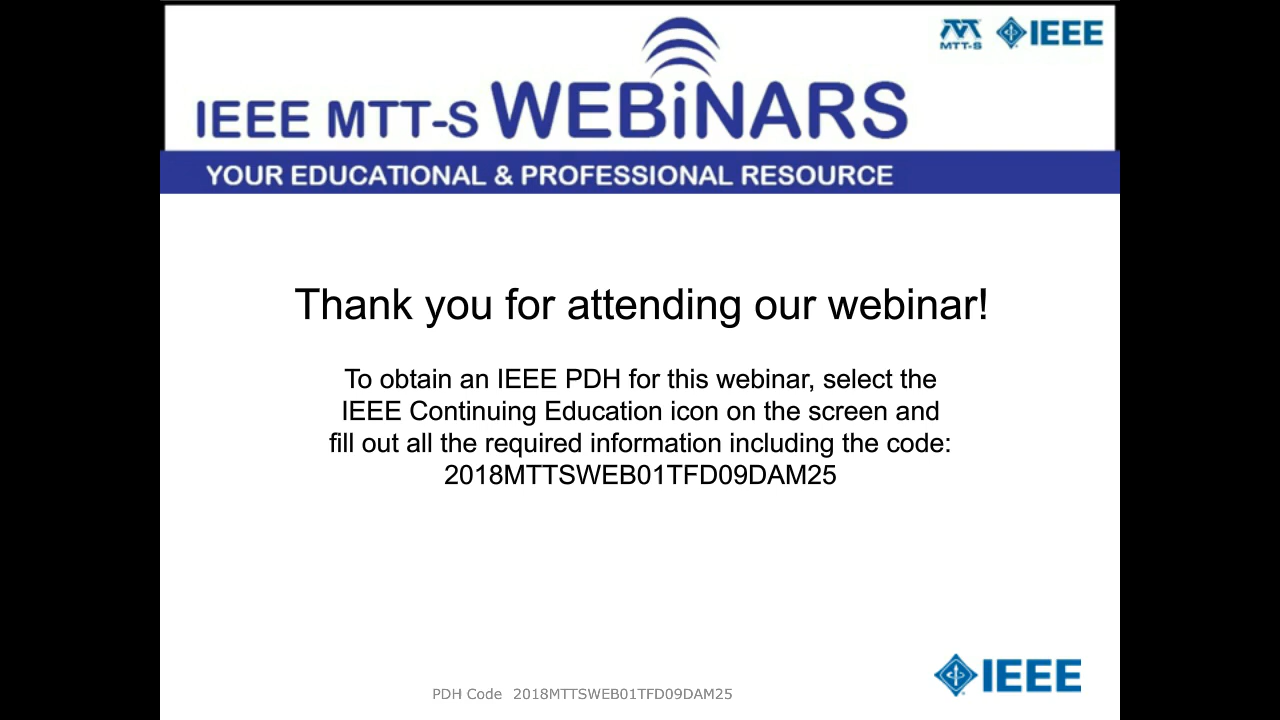 MTT-S IEEE
IEEE MTT-S WEBiNARS
YOUR EDUCATIONAL & PROFESSIONAL RESOURCE
Thank you for attending our webinar!
To obtain an IEEE PDH for this webinar, select the
IEEE Continuing Education icon on the screen and
fill out all the required information including the code:
2018MTTSWEB01TFD09DAM25
IEEE
PDH Code 2018MTTSWEB01TFD09DAM25